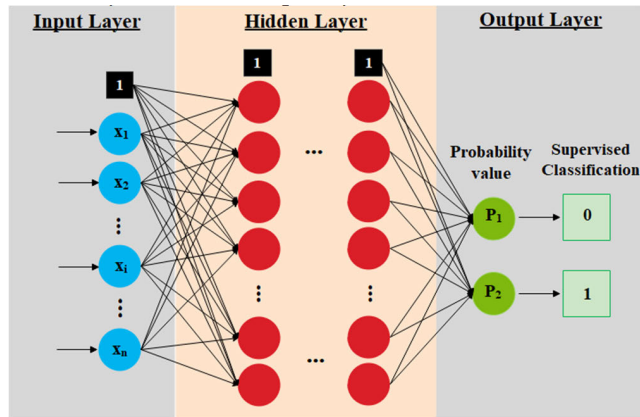 Input Layer
Hidden Layer
Output Layer
1
1
1
x1
x2
xi
xn
...
...
Probability
value
Supervised
Classification
P1
0
P2
1